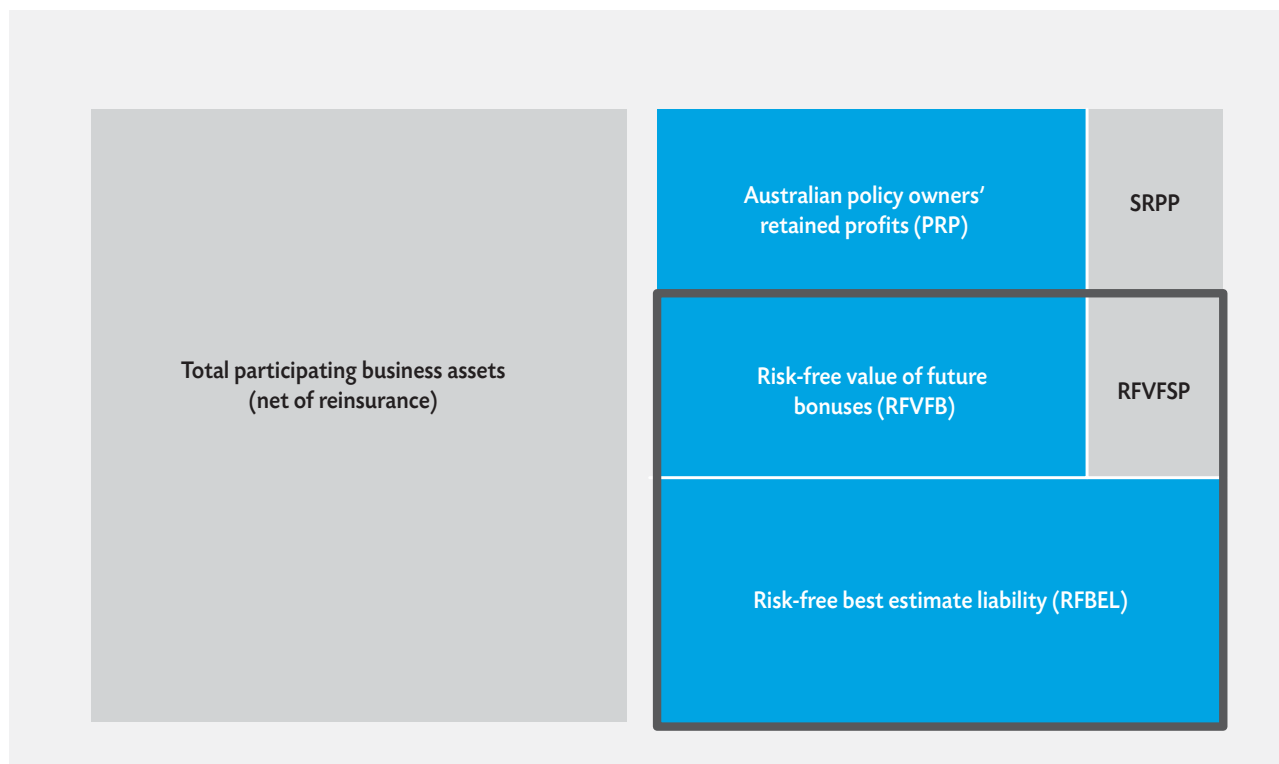 Total participating business assets
(net of reinsurance)
Australian policy owners’
retained profits (PRP)
SRPP
Risk-free value of future
bonuses (RFVFB)
RFVFSP
Risk-free best estimate liability (RFBEL)